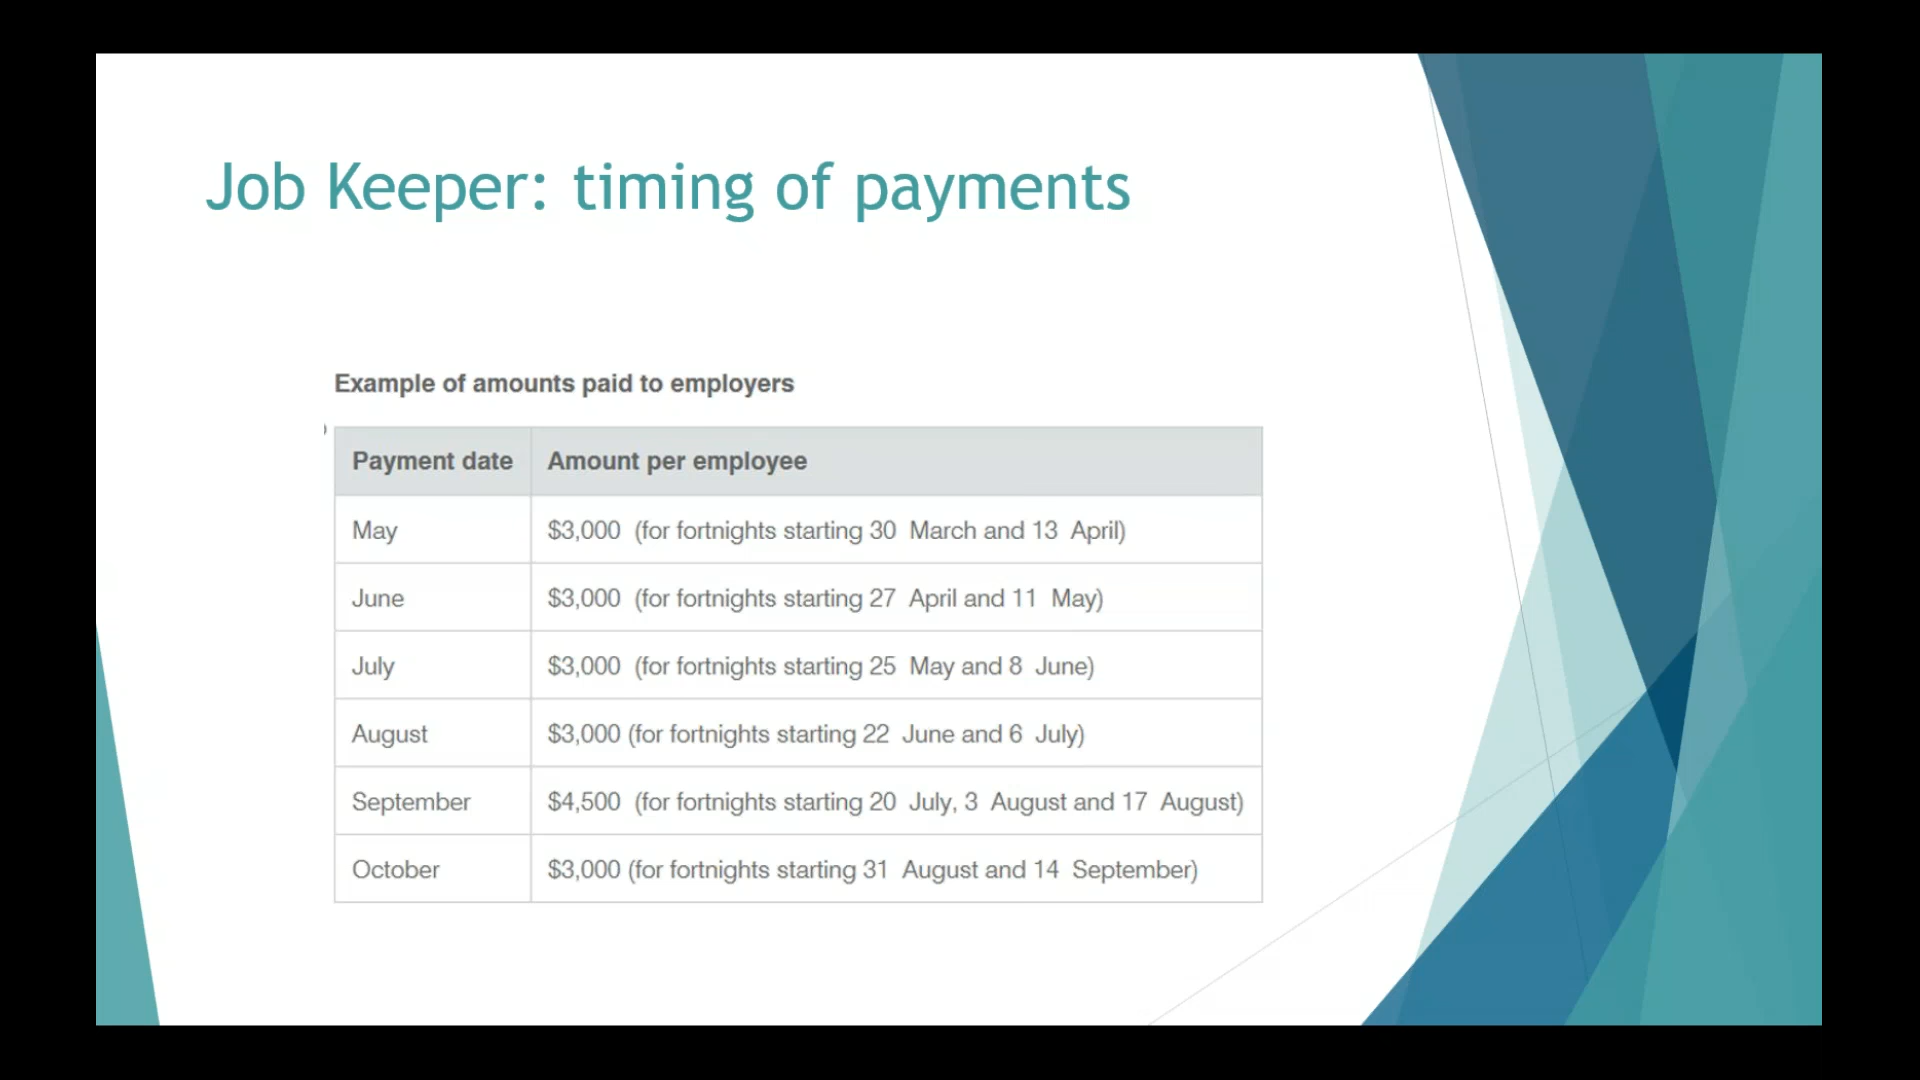 Job Keeper: timing of payments
Example of amounts paid to employers
Payment date Amount per employee
May $3,000 (for fortnights starting 30 March and 13 April)
June $3,000 (for fortnights starting 27 April and 11 May)
July $3,000 (for fortnights starting 25 May and 8 June)
August $3,000 (for fortnights starting 22 June and 6 July)
September $4,500 (for fortnights starting 20 July, 3 August and 17 August)
October $3,000 (for fortnights starting 31 August and 14 September)